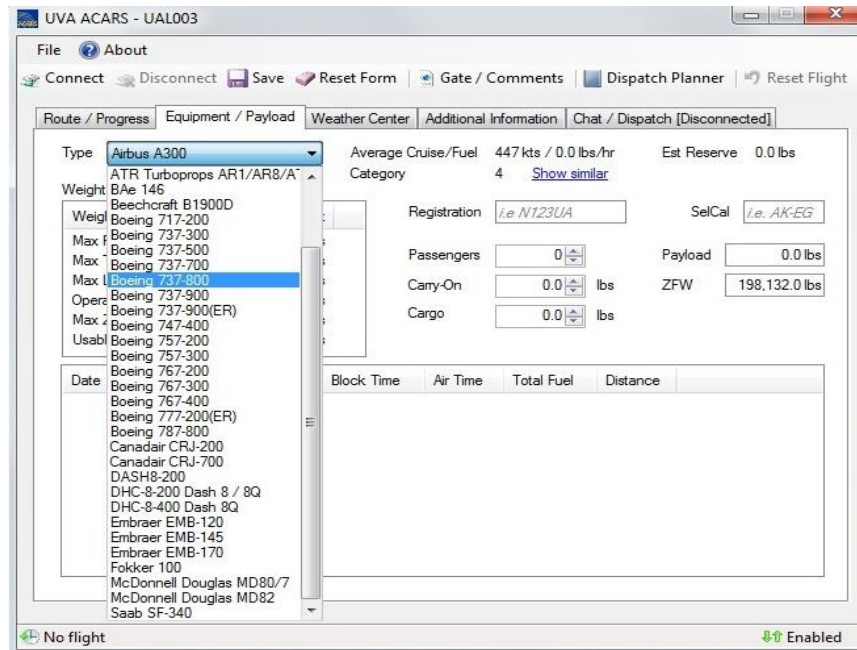 UVA ACARS - UAL003
File About
Connect Disconnect Save Reset Form Gate / Comments Dispatch Planner Reset Flight
Route / Progress Equipment / Payload Weather Center Additional Information Chat / Dispatch [Disconnected]
Type Airbus A300 Average Cruise/Fuel 447 kts / 0.0 lbs/hr Est Reserve 0.0 lbs
Category 4 Show similar
Weight
Registration i.e N123UA SelCal i.e. AK-EG
Passengers 0 Payload 0.0 lbs
Carry-On 0.0 lbs ZFW 198,132.0 lbs
Cargo 0.0 lbs
Max
Max
Max
Max
Date Block Time Air Time Total Fuel Distance
ATR Turboprops AR1/AR8/
BAe 146
Beechcraft B1900D
Boeing 717-200
Boeing 737-300
Boeing 737-500
Boeing 737-700
Boeing 737-800
Boeing 737-900
Boeing 737-900(ER)
Boeing 747-400
Boeing 757-200
Boeing 757-300
Boeing 767-200
Boeing 767-300
Boeing 767-400
Boeing 777-200(ER)
Boeing 787-800
Canadair CRJ-200
Canadair CRJ-700
DASH8-200
DHC-8-200 Dash 8 / 8Q
DHC-8-400 Dash 8Q
Embraer EMB-120
Embraer EMB-145
Embraer EMB-170
Fokker 100
McDonnell Douglas MD80/7
McDonnell Douglas MD82
Saab SF-340
No flight Enabled